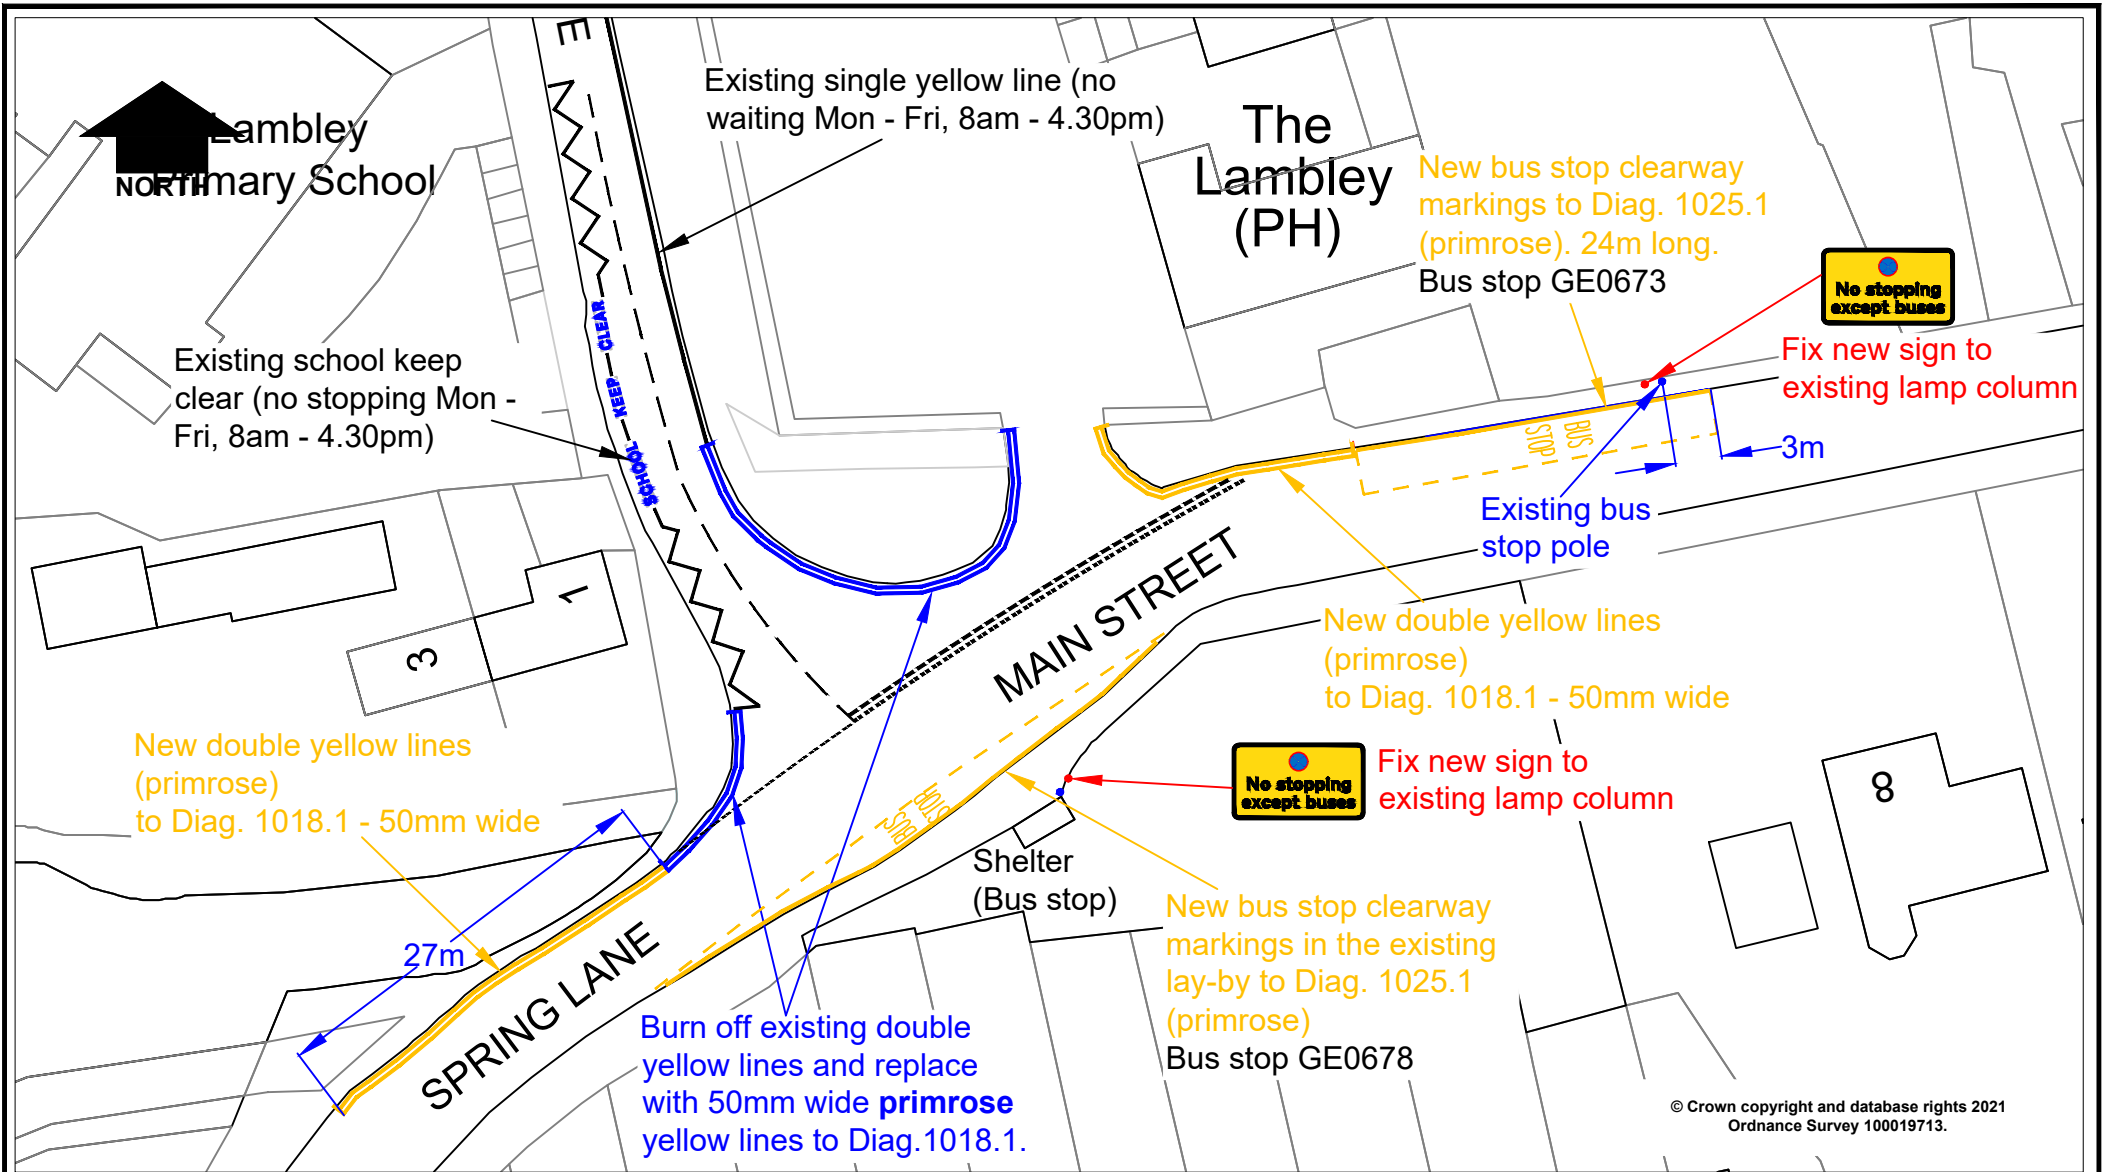 E
Existing single yellow line (no
waiting Mon - Fri, 8am - 4.30pm)
Lambley
Primary School
NORTH
The
Lambley
(PH)
New bus stop clearway
markings to Diag. 1025.1
(primrose). 24m long.
Bus stop GE0673
No stopping
except buses
Fix new sign to
existing lamp column
Existing school keep
clear (no stopping Mon -
Fri, 8am - 4.30pm)
SCHOOL KEEP CLEAR
BUS
STOP
3m
Existing bus
stop pole
1
3
MAIN STREET
New double yellow lines
(primrose)
to Diag. 1018.1 - 50mm wide
New double yellow lines
(primrose)
to Diag. 1018.1 - 50mm wide
No stopping
except buses
Fix new sign to
existing lamp column
8
BUS
STOP
Shelter
(Bus stop)
27m
SPRING LANE
New bus stop clearway
markings in the existing
lay-by to Diag. 1025.1
(primrose)
Bus stop GE0678
Burn off existing double
yellow lines and replace
with 50mm wide primrose
yellow lines to Diag.1018.1.
© Crown copyright and database rights 2021
Ordnance Survey 100019713.